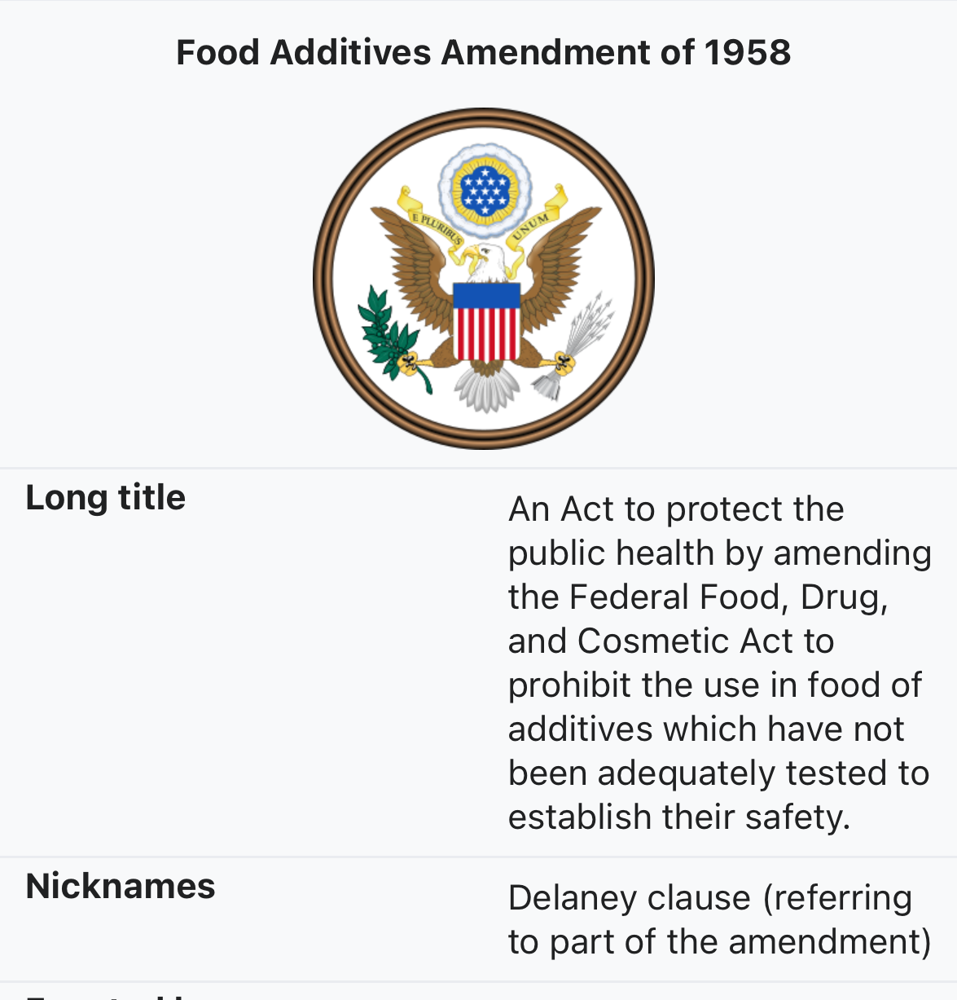 Food Additives Amendment of 1958
E PLURIBUS
UNUM
Long title
An Act to protect the
public health by amending
the Federal Food, Drug,
and Cosmetic Act to
prohibit the use in food of
additives which have not
been adequately tested to
establish their safety.
Nicknames
Delaney clause (referring
to part of the amendment)